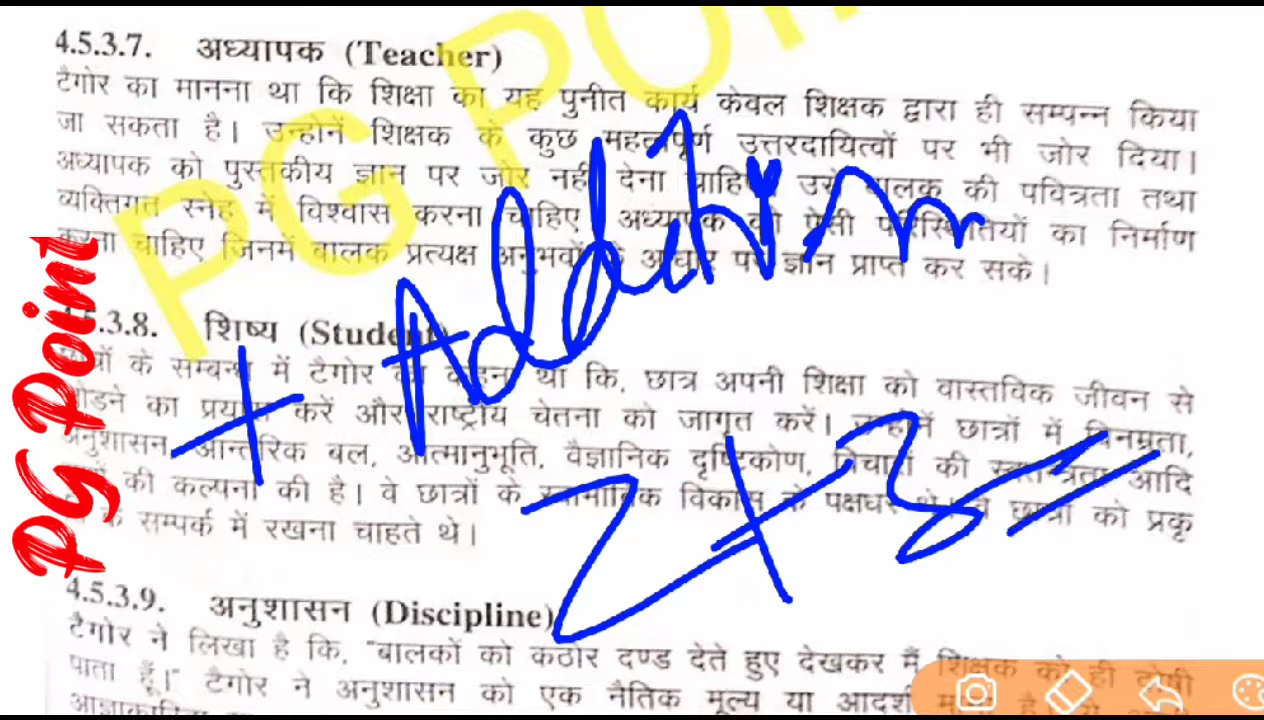 4.5.3.7. अध्यापक (Teacher)
टैगोर का मानना था कि शिक्षा का यह पुनीत कार्य केवल शिक्षक द्वारा ही सम्पन्न किया
जा सकता है। उन्होनें शिक्षक के कुछ महत्वपूर्ण उत्तरदायित्वों पर भी जोर दिया।
अध्यापक को पुस्तकीय ज्ञान पर जोर नहीं देना चाहिए उसे बालक की पवित्रता तथा
व्यक्तिगत स्नेह में विश्वास करना चाहिए अध्यापक को ऐसी परिस्थितियों का निर्माण
करना चाहिए जिनमें बालक प्रत्यक्ष अनुभवों के आधार पर ज्ञान प्राप्त कर सके।
4.5.3.8. शिष्य (Student)
छात्रों के सम्बन्ध में टैगोर का कहना था कि, छात्र अपनी शिक्षा को वास्तविक जीवन से
जोडने का प्रयास करें और राष्ट्रीय चेतना को जागृत करें। उन्होनें छात्रों में विनम्रता,
अनुशासन, आन्तरिक बल, आत्मानुभूति, वैज्ञानिक दृष्टिकोण, विचारों की स्वतन्त्रता आदि
की कल्पना की है। वे छात्रों के स्वाभाविक विकास के पक्षधर थे। वे छात्रों को प्रकृ
के सम्पर्क में रखना चाहते थे।
4.5.3.9. अनुशासन (Discipline)
टैगोर ने लिखा है कि, "बालकों को कठोर दण्ड देते हुए देखकर मैं शिक्षक को ही दोषी
पाता हूँ।" टैगोर ने अनुशासन को एक नैतिक मूल्य या आदर्श
+ Addition
2+3=
PG Point
PG POIN